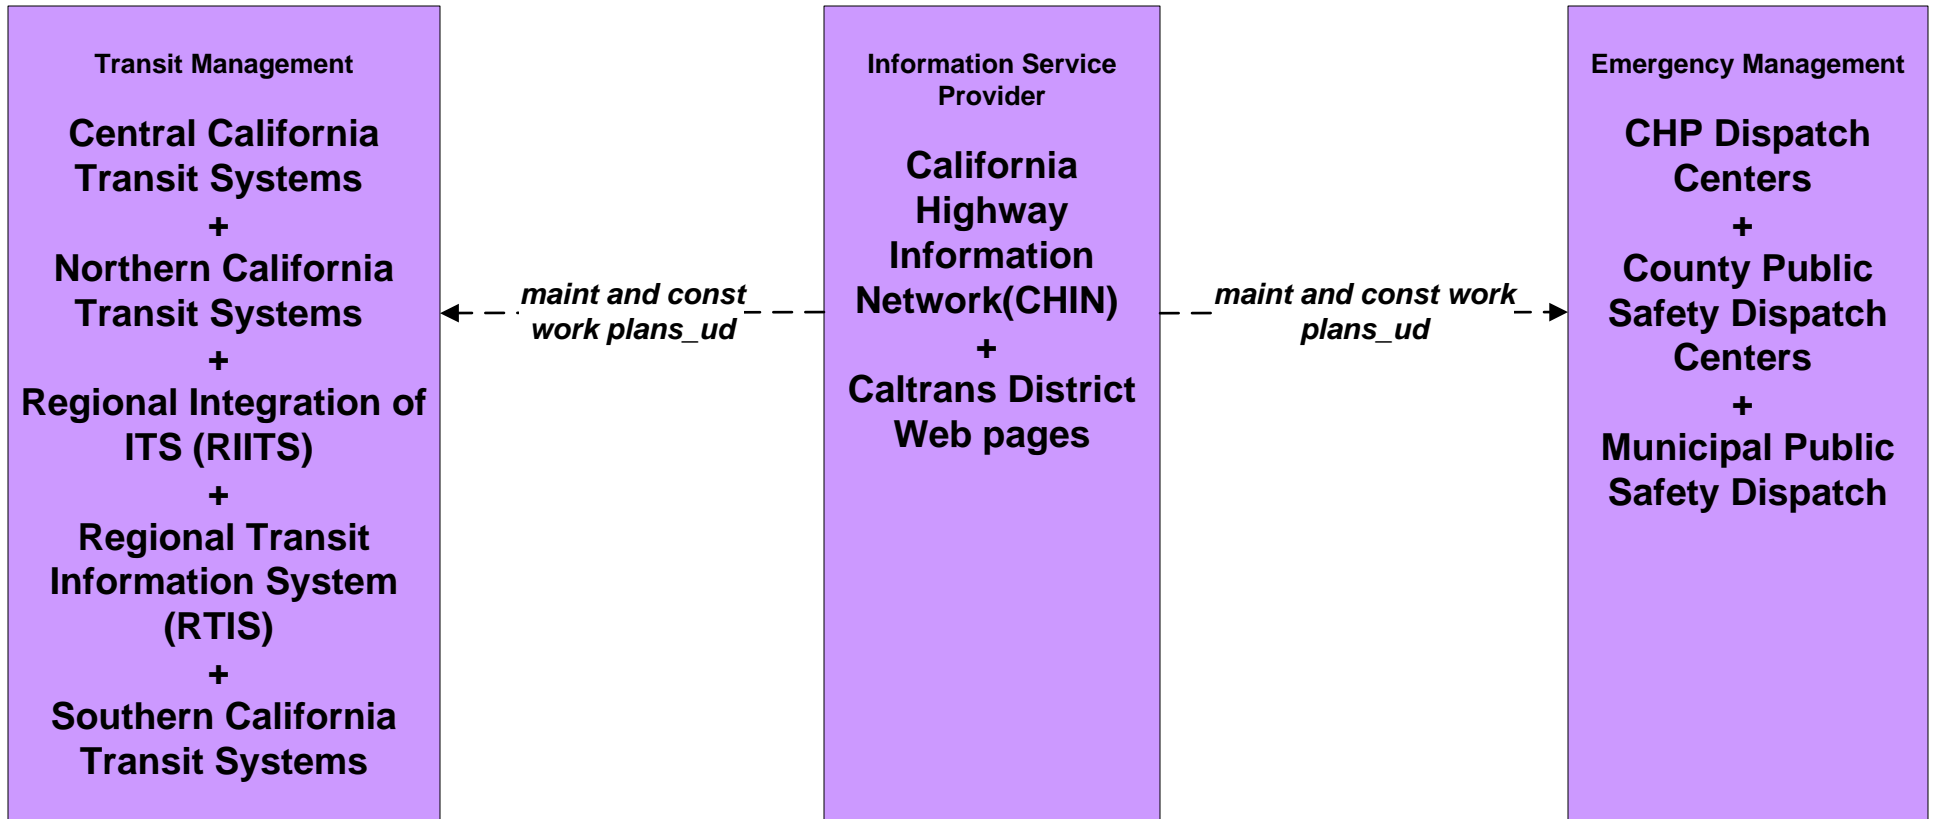 Transit Management
Central California
Transit Systems
+
Northern California
Transit Systems
+
Regional Integration of
ITS (RIITS)
+
Regional Transit
Information System
(RTIS)
+
Southern California
Transit Systems
maint and const
work plans_ud
Information Service
Provider
California
Highway
Information
Network(CHIN)
+
Caltrans District
Web pages
maint and const work
plans_ud
Emergency Management
CHP Dispatch
Centers
+
County Public
Safety Dispatch
Centers
+
Municipal Public
Safety Dispatch